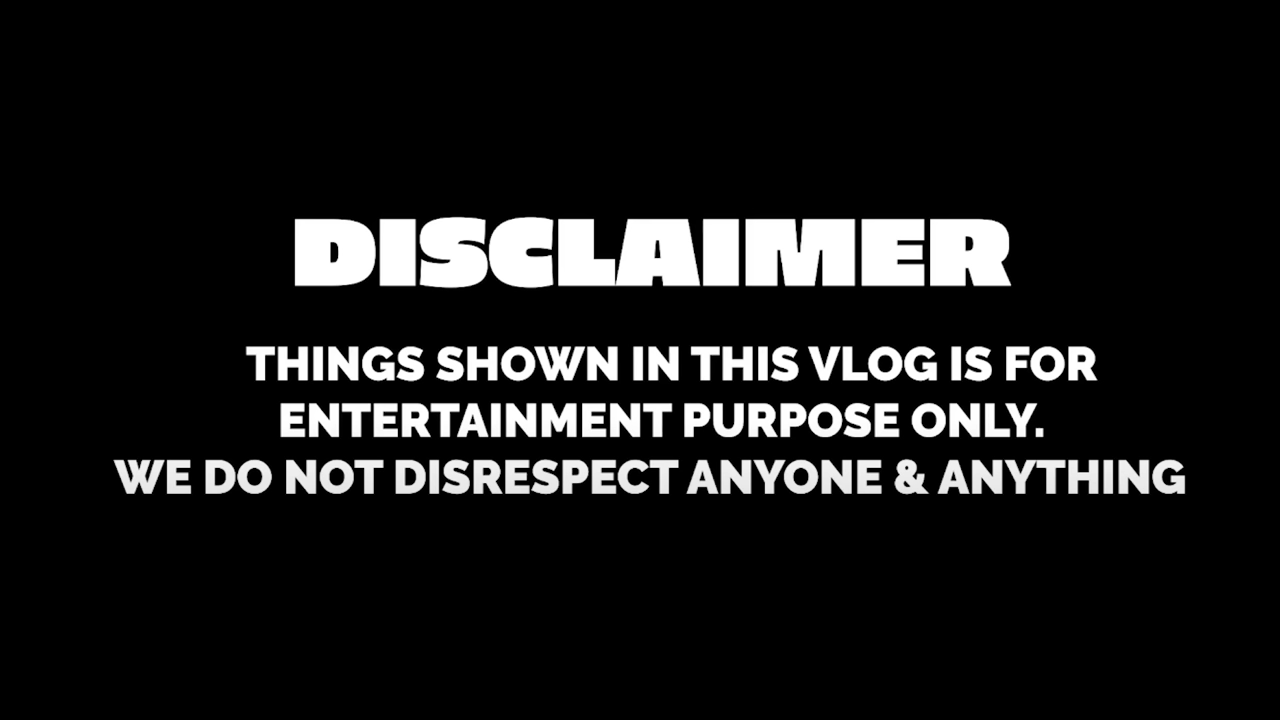 DISCLAIMER
THINGS SHOWN IN THIS VLOG IS FOR
ENTERTAINMENT PURPOSE ONLY.
WE DO NOT DISRESPECT ANYONE & ANYTHING